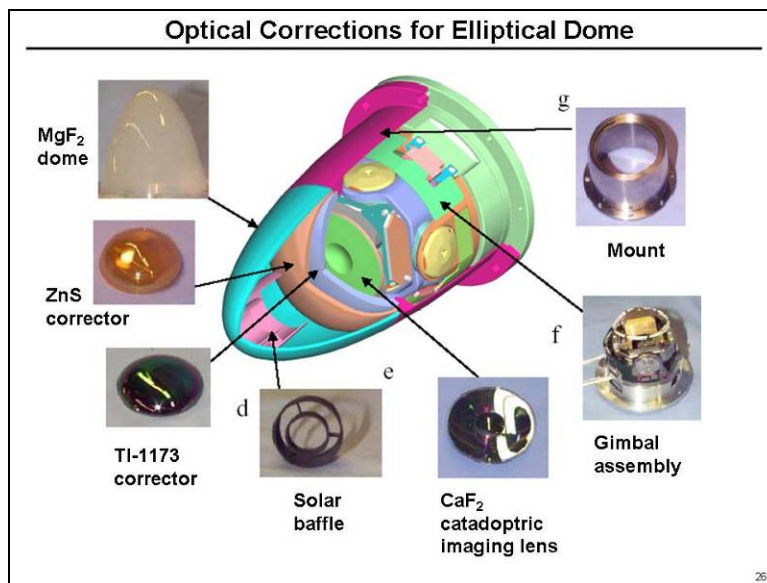 Optical Corrections for Elliptical Dome
g
MgF2
dome
Mount
ZnS
corrector
f
e
d
TI-1173
corrector
Solar
baffle
CaF2
catadoptric
imaging lens
Gimbal
assembly
26